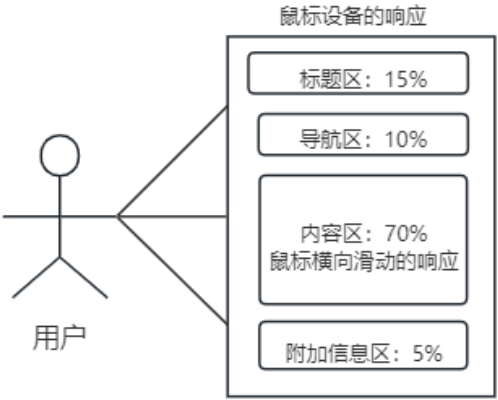 鼠标设备的响应
标题区：15%
导航区：10%
内容区：70%
鼠标横向滑动的响应
附加信息区：5%
用户